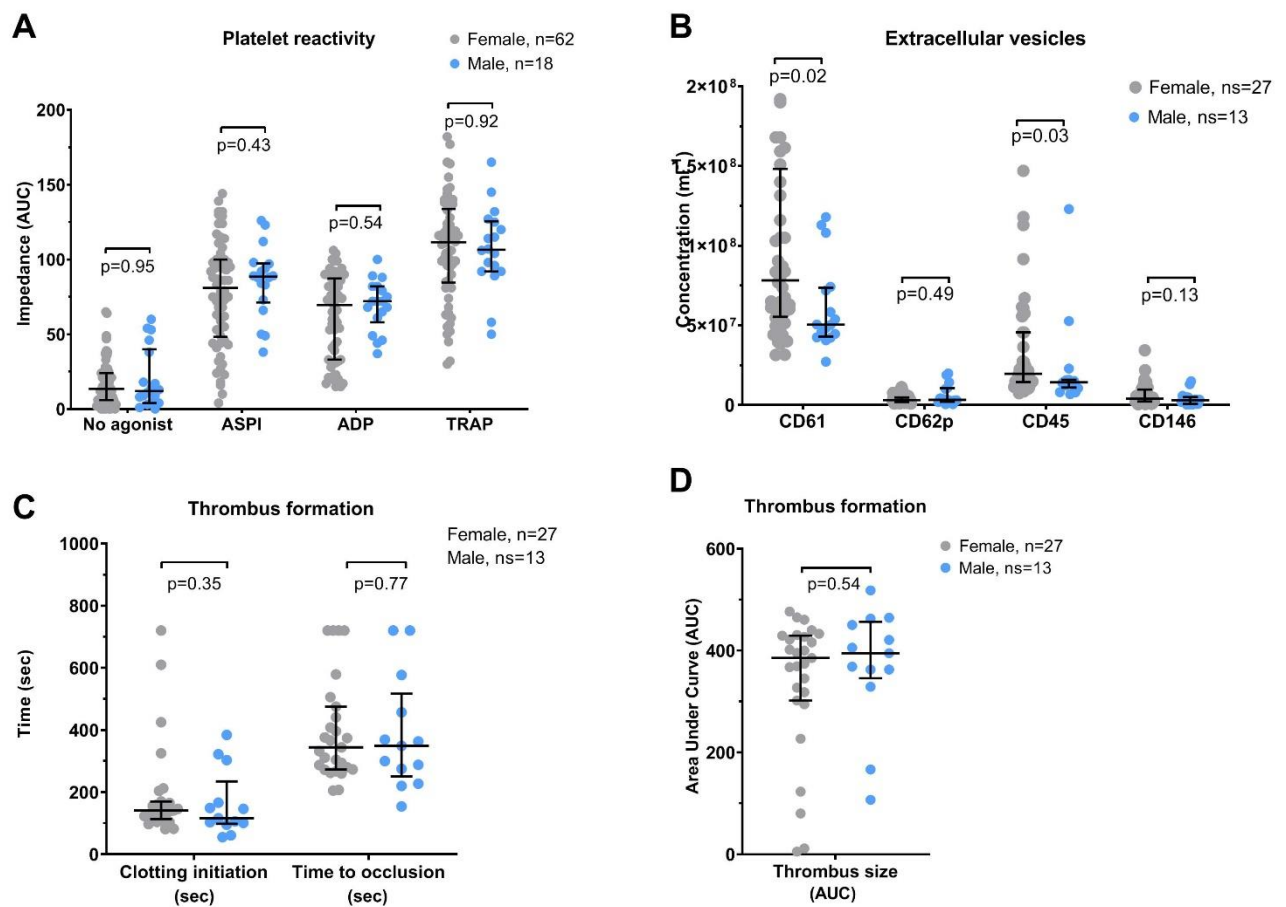 A
Platelet reactivity
Female, n=62
Male, n=18
Impedance (AUC)
200
150
100
50
0
p=0.95
p=0.43
p=0.54
p=0.92
No agonist
ASPI
ADP
TRAP
B
Extracellular vesicles
Female, ns=27
Male, ns=13
Concentration (mL
2×10⁸
1.5×10⁸
1×10⁸
5×10⁷
0
p=0.02
p=0.49
p=0.03
p=0.13
CD61
CD62p
CD45
CD146
C
Thrombus formation
Female, n=27
Male, ns=13
Time (sec)
1000
800
600
400
200
0
p=0.35
p=0.77
Clotting initiation
(sec)
Time to occlusion
(sec)
D
Thrombus formation
Female, n=27
Male, ns=13
Area Under Curve (AUC)
600
400
200
0
p=0.54
Thrombus size
(AUC)